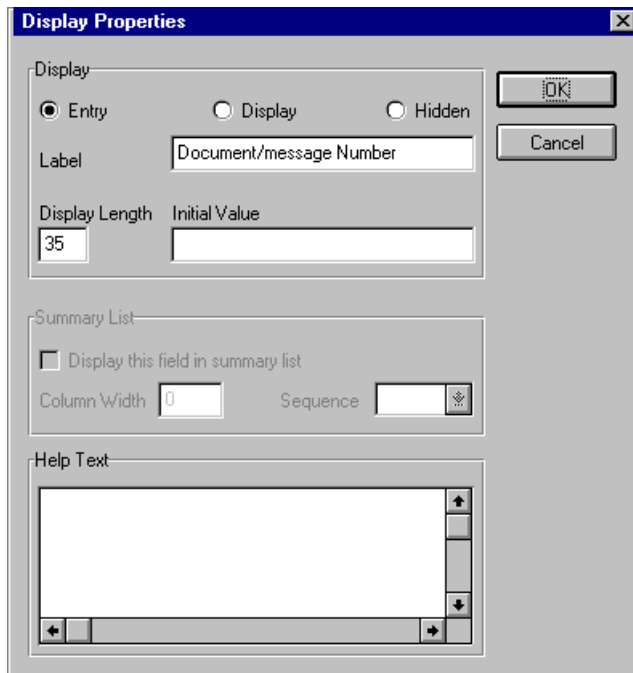 Display Properties
Display
OK
Entry Display Hidden
Cancel
Label Document/message Number
Display Length Initial Value
35
Summary List
Display this field in summary list
Column Width 0 Sequence
Help Text